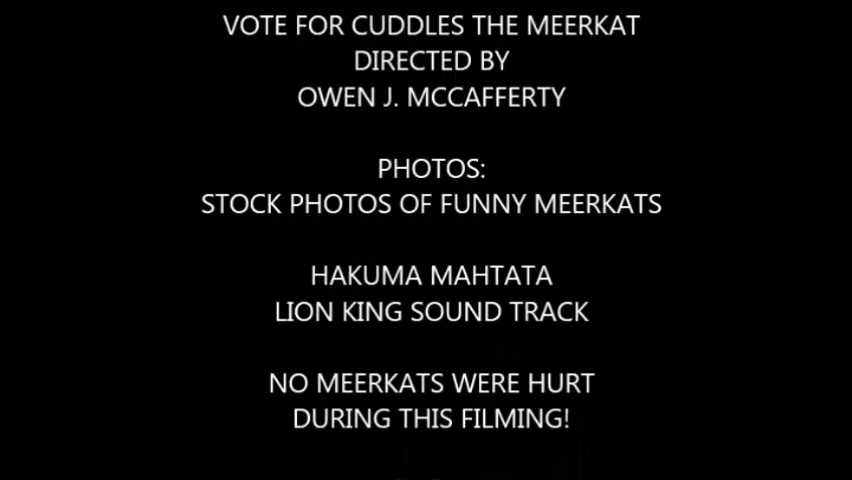 VOTE FOR CUDDLES THE MEERKAT
DIRECTED BY
OWEN J. MCCAFFERTY
PHOTOS:
STOCK PHOTOS OF FUNNY MEERKATS
HAKUMA MAHTATA
LION KING SOUND TRACK
NO MEERKATS WERE HURT
DURING THIS FILMING!